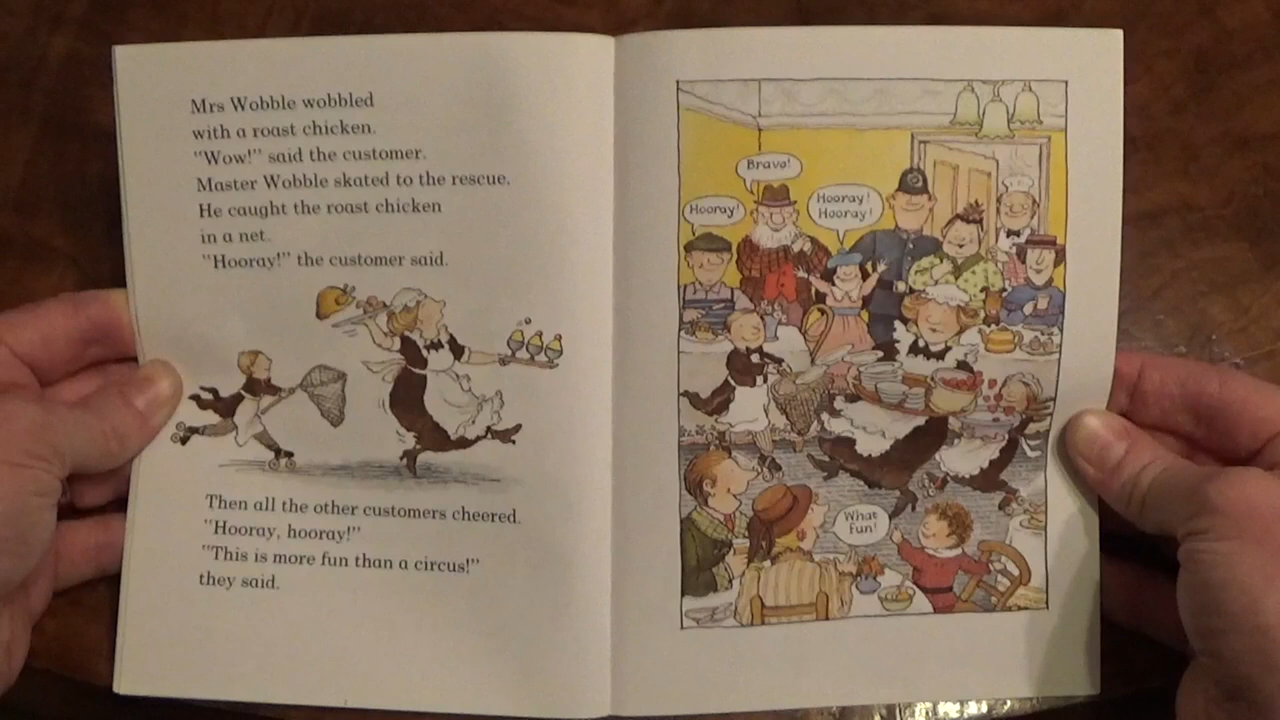 Mrs Wobble wobbled
with a roast chicken.
"Wow!" said the customer.
Master Wobble skated to the rescue.
He caught the roast chicken
in a net.
"Hooray!" the customer said.
Then all the other customers cheered.
"Hooray, hooray!"
"This is more fun than a circus!"
they said.
Bravo!
Hooray!
Hooray!
Hooray!
What
fun!